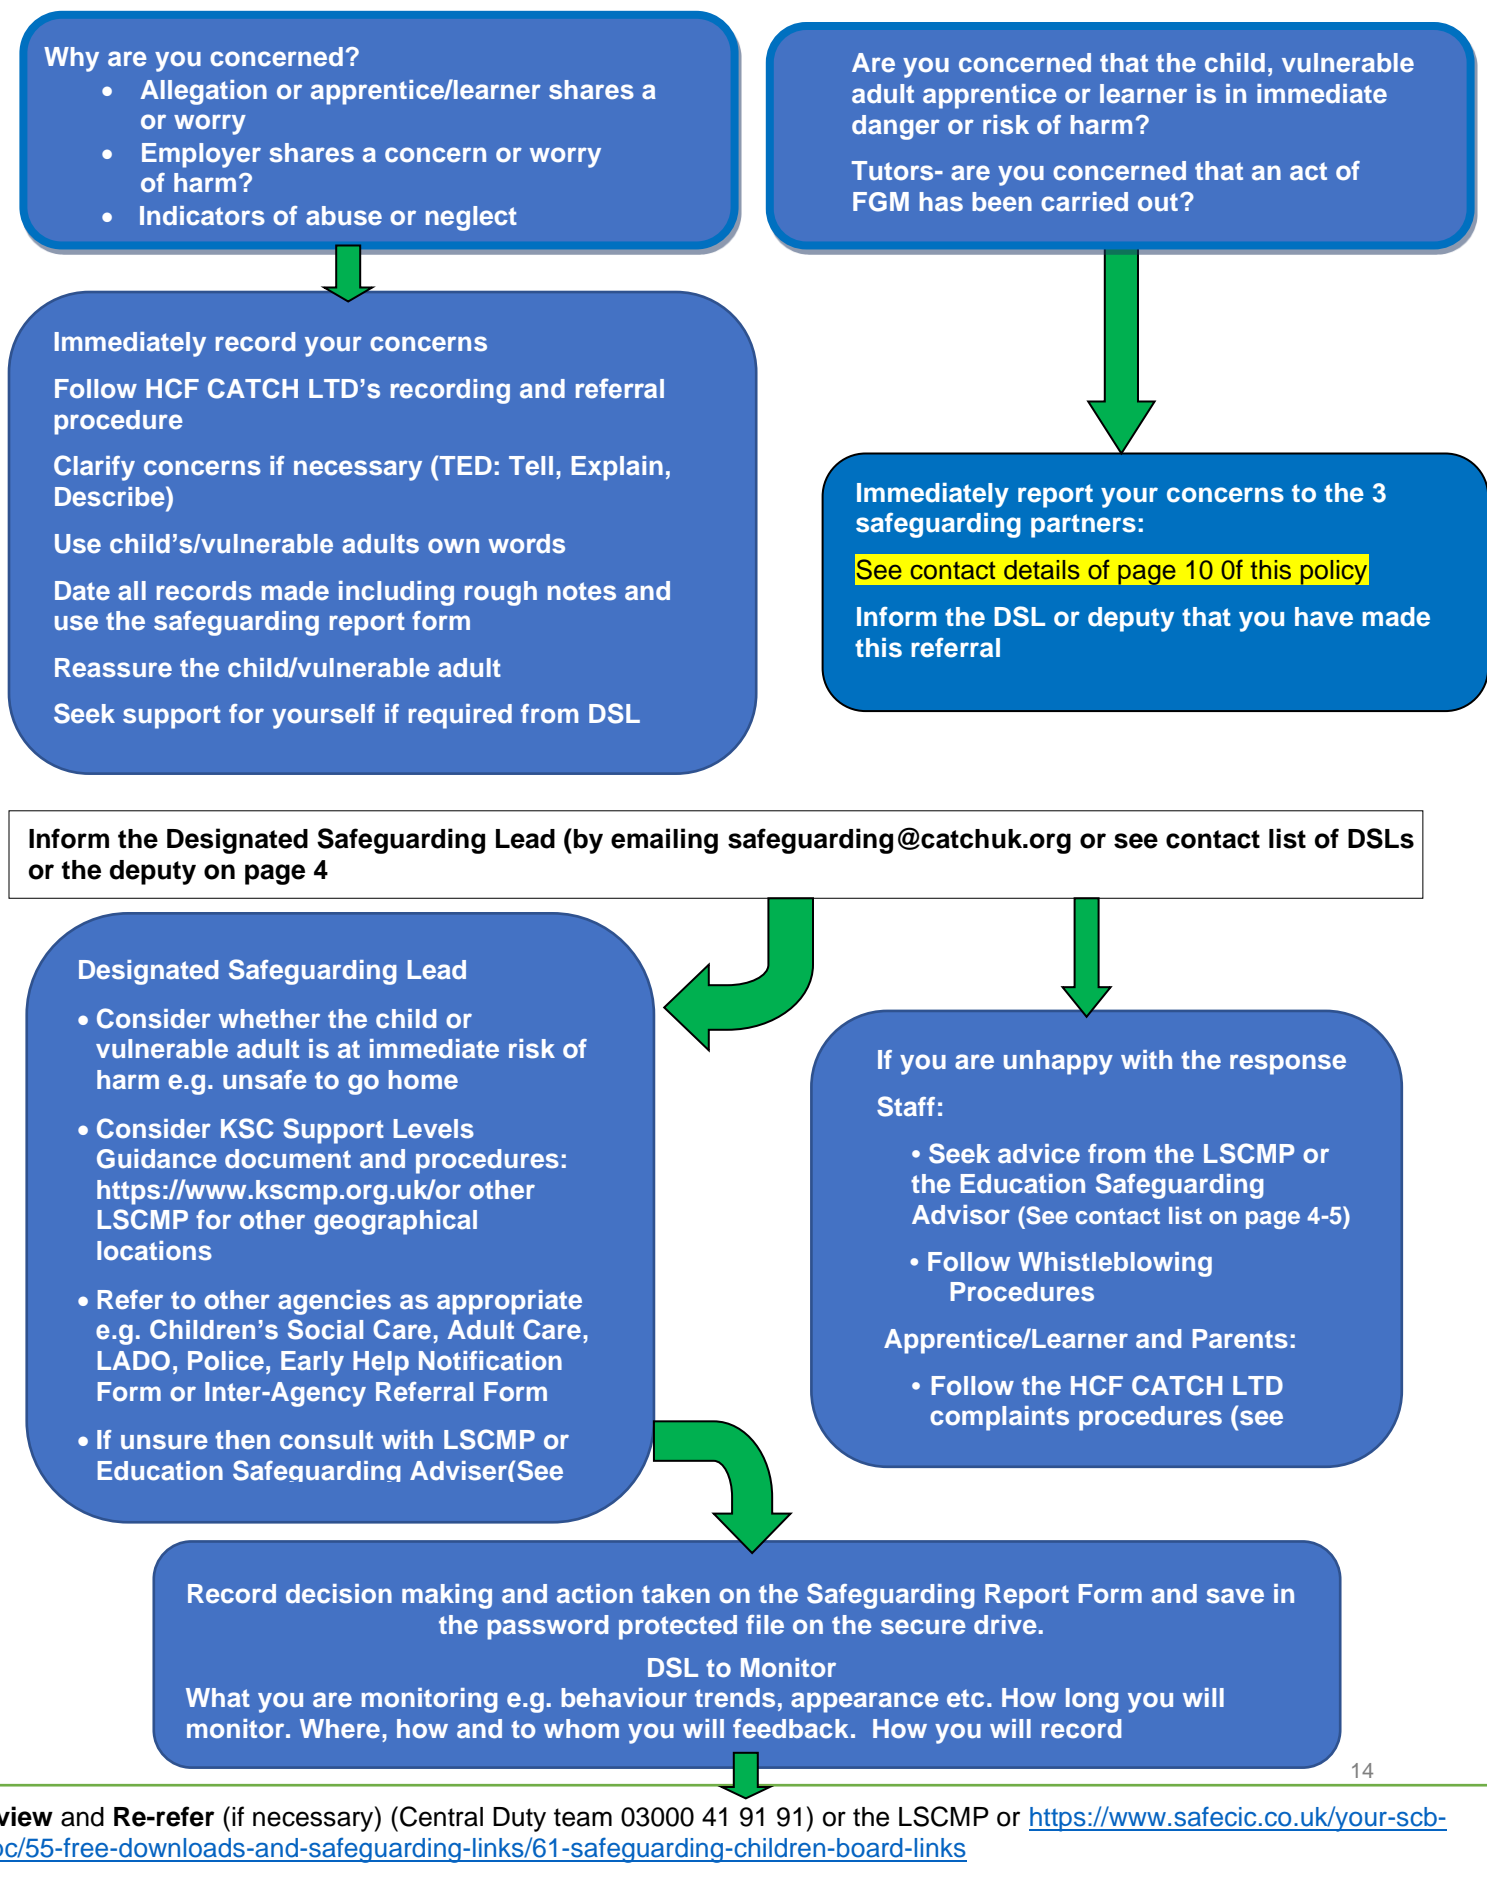 Why are you concerned?
• Allegation or apprentice/learner shares a
or worry
• Employer shares a concern or worry
of harm?
• Indicators of abuse or neglect
Are you concerned that the child, vulnerable
adult apprentice or learner is in immediate
danger or risk of harm?
Tutors- are you concerned that an act of
FGM has been carried out?
Immediately record your concerns
Follow HCF CATCH LTD’s recording and referral
procedure
Clarify concerns if necessary (TED: Tell, Explain,
Describe)
Use child’s/vulnerable adults own words
Date all records made including rough notes and
use the safeguarding report form
Reassure the child/vulnerable adult
Seek support for yourself if required from DSL
Immediately report your concerns to the 3
safeguarding partners:
See contact details of page 10 0f this policy
Inform the DSL or deputy that you have made
this referral
Inform the Designated Safeguarding Lead (by emailing safeguarding@catchuk.org or see contact list of DSLs
or the deputy on page 4
Designated Safeguarding Lead
• Consider whether the child or
vulnerable adult is at immediate risk of
harm e.g. unsafe to go home
• Consider KSC Support Levels
Guidance document and procedures:
https://www.kscmp.org.uk/or other
LSCMP for other geographical
locations
• Refer to other agencies as appropriate
e.g. Children’s Social Care, Adult Care,
LADO, Police, Early Help Notification
Form or Inter-Agency Referral Form
• If unsure then consult with LSCMP or
Education Safeguarding Adviser(See
If you are unhappy with the response
Staff:
• Seek advice from the LSCMP or
the Education Safeguarding
Advisor (See contact list on page 4-5)
• Follow Whistleblowing
Procedures
Apprentice/Learner and Parents:
• Follow the HCF CATCH LTD
complaints procedures (see
Record decision making and action taken on the Safeguarding Report Form and save in
the password protected file on the secure drive.
DSL to Monitor
What you are monitoring e.g. behaviour trends, appearance etc. How long you will
monitor. Where, how and to whom you will feedback.  How you will record
14
view and Re-refer (if necessary) (Central Duty team 03000 41 91 91) or the LSCMP or https://www.safecic.co.uk/your-scb-
oc/55-free-downloads-and-safeguarding-links/61-safeguarding-children-board-links